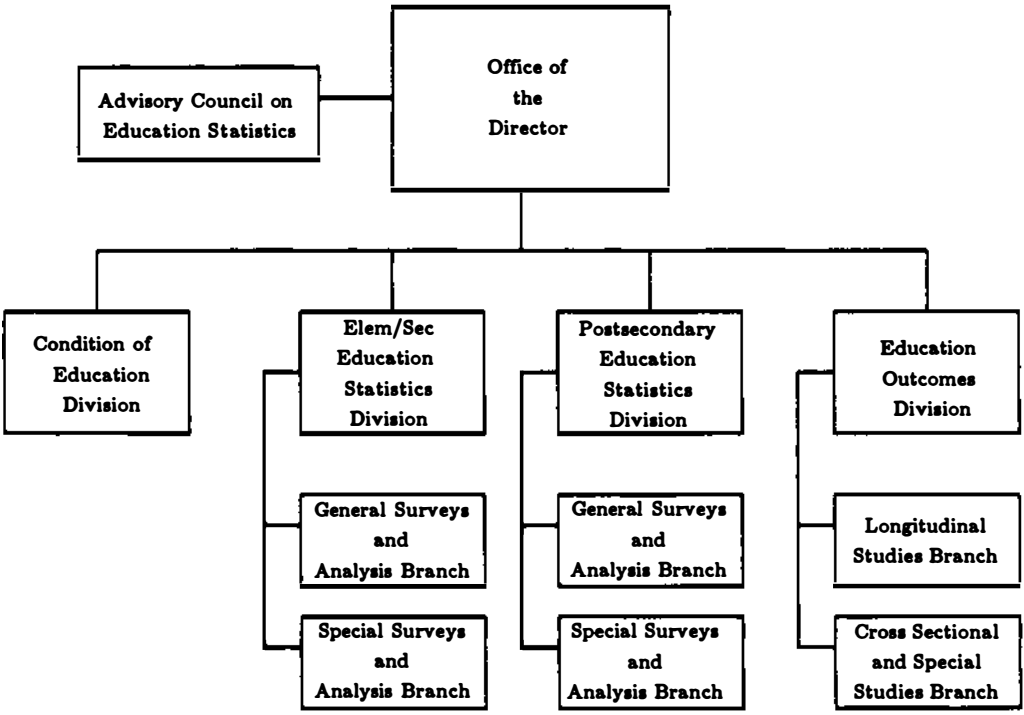 Office of
the
Director
Advisory Council on
Education Statistics
Condition of
Education
Division
Elem/Sec
Education
Statistics
Division
Postsecondary
Education
Statistics
Division
Education
Outcomes
Division
General Surveys
and
Analysis Branch
General Surveys
and
Analysis Branch
Longitudinal
Studies Branch
Special Surveys
and
Analysis Branch
Special Surveys
and
Analysis Branch
Cross Sectional
and Special
Studies Branch